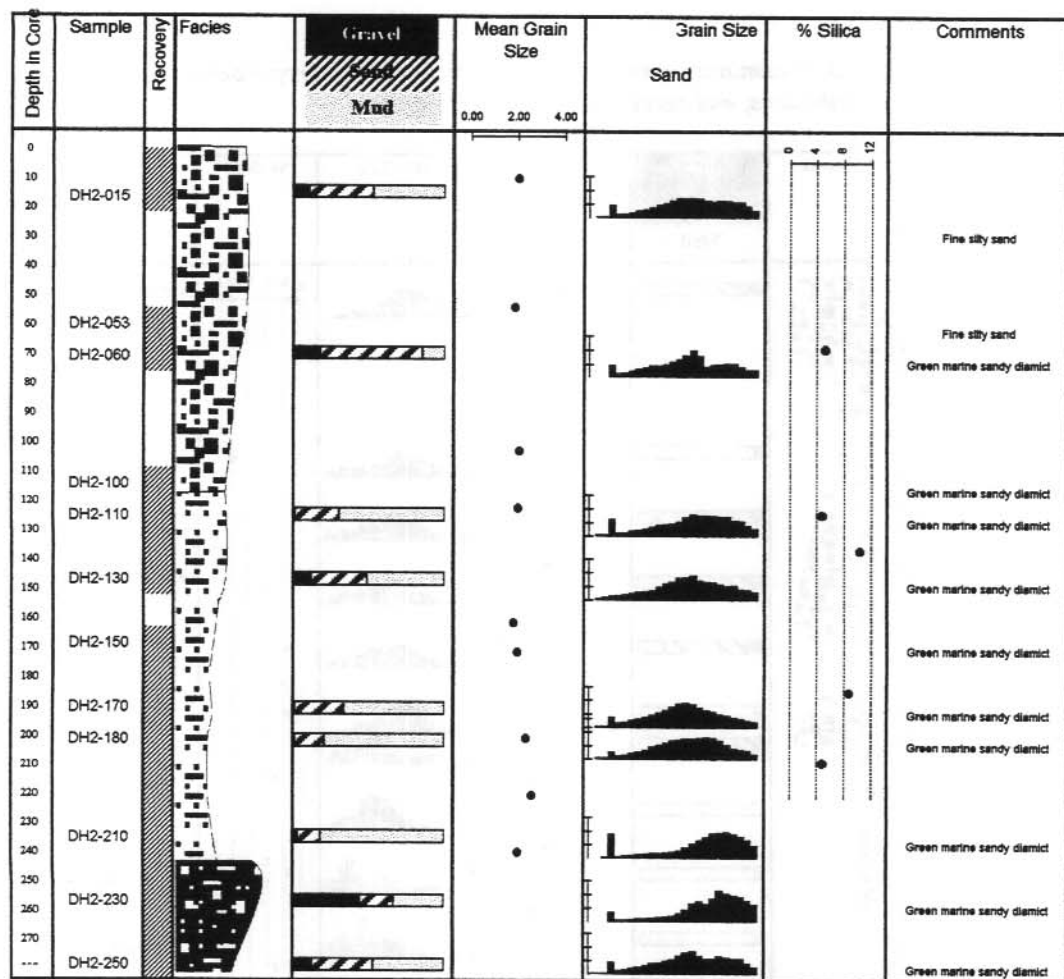 Depth in Core
Sample
Recovery
Facies
Gravel
Sand
Mud
Mean Grain
Size
Grain Size
Sand
% Silica
Comments
0.00 2.00 4.00
0 4 8 12
0
10
DH2-015
20
30
Fine silty sand
40
50
DH2-053
60
Fine silty sand
DH2-060
70
Green marine sandy diamict
80
90
100
110
DH2-100
Green marine sandy diamict
120
DH2-110
Green marine sandy diamict
130
140
DH2-130
Green marine sandy diamict
150
160
DH2-150
Green marine sandy diamict
170
180
DH2-170
190
Green marine sandy diamict
DH2-180
200
Green marine sandy diamict
210
220
230
DH2-210
240
Green marine sandy diamict
250
DH2-230
260
Green marine sandy diamict
270
DH2-250
---
Green marine sandy diamict